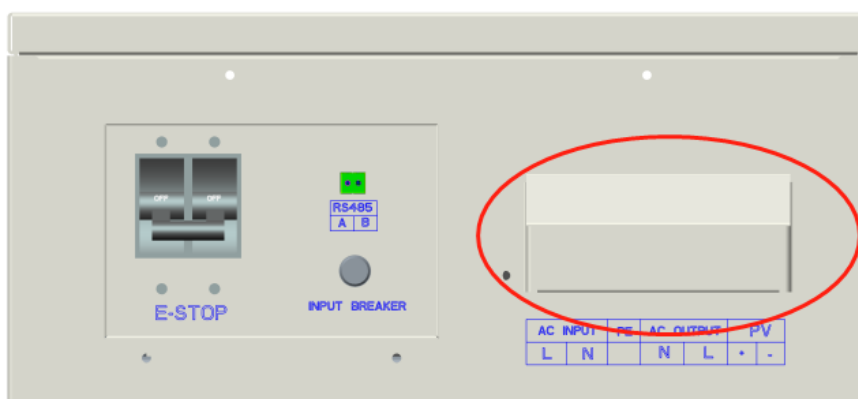 OFF OFF
RS485
A B
E-STOP
INPUT BREAKER
AC INPUT PE AC OUTPUT PV
L N N L + -